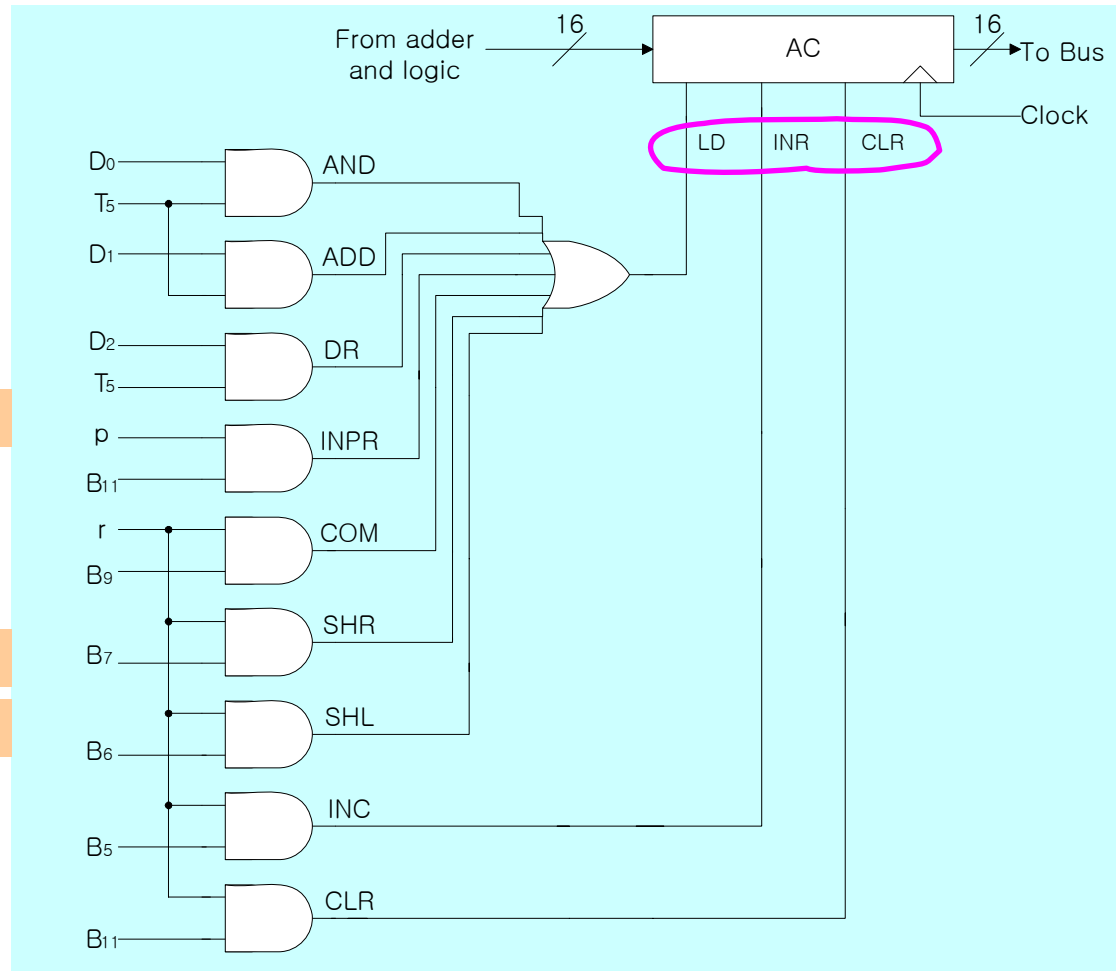 From adder
and logic
16
AC
16
To Bus
Clock
LD INR CLR
D0
T5
AND
D1
ADD
D2
T5
DR
p
B11
INPR
r
B9
COM
B7
SHR
B6
SHL
B5
INC
B11
CLR